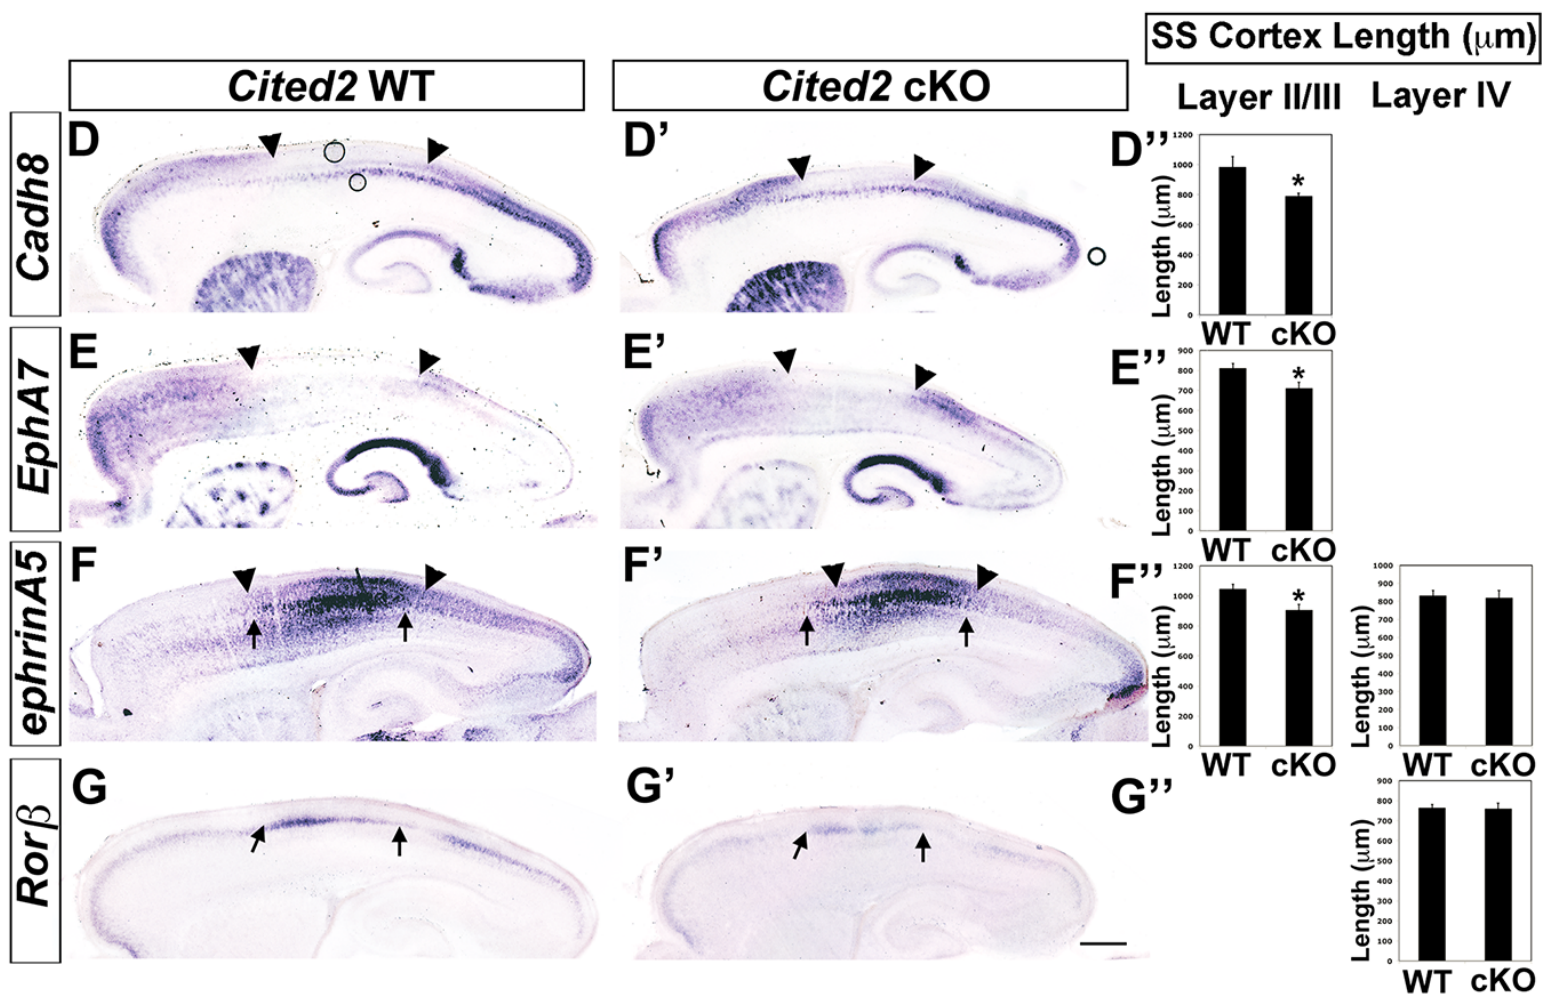 SS Cortex Length (μm)
Cited2 WT
Cited2 cKO
Layer II/III
Layer IV
Cadh8
D
D’
D’’
Length (μm)
1200
1000
800
600
400
200
0
*
WT
cKO
EphA7
E
E’
E’’
Length (μm)
900
800
700
600
500
400
300
200
100
0
*
WT
cKO
ephrinA5
F
F’
F’’
Length (μm)
1200
1000
800
600
400
200
0
*
WT
cKO
Length (μm)
1000
900
800
700
600
500
400
300
200
100
0
WT
cKO
Rorβ
G
G’
G’’
Length (μm)
900
800
700
600
500
400
300
200
100
0
WT
cKO